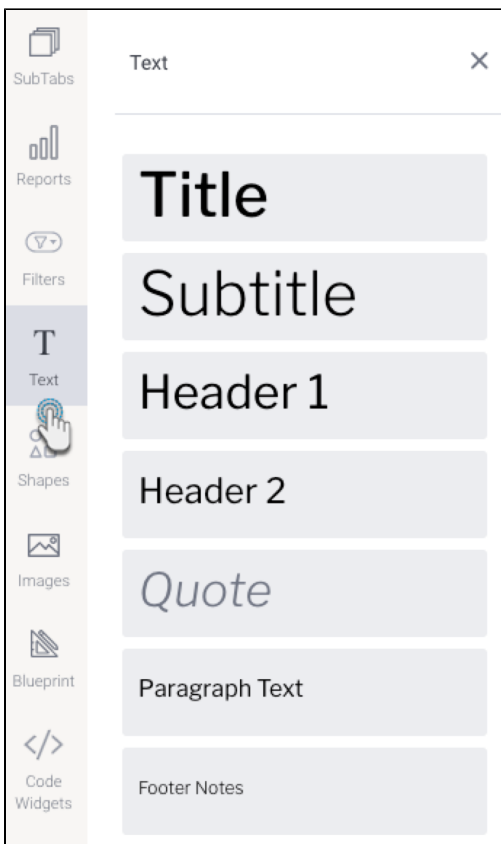 SubTabs
Reports
Filters
T
Text
Shapes
Images
Blueprint
</>
Code
Widgets
Text
Title
Subtitle
Header 1
Header 2
Quote
Paragraph Text
Footer Notes